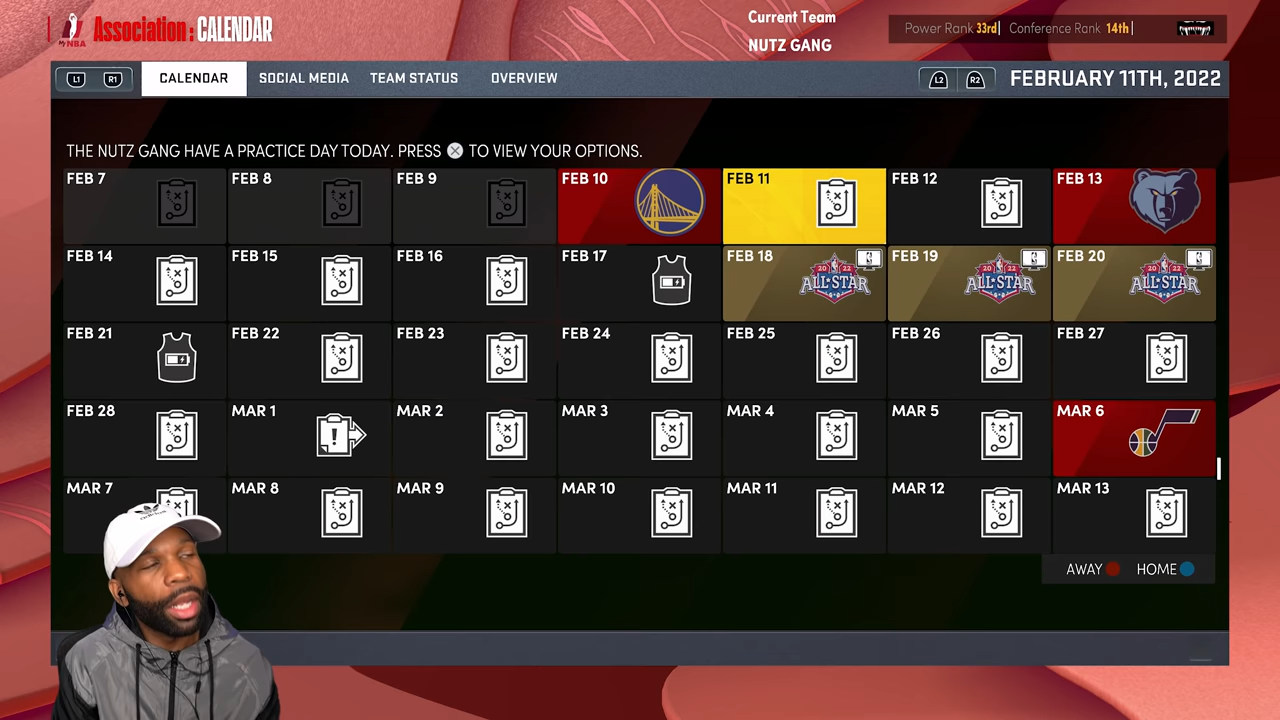 MyNBA Association: CALENDAR
Current Team
NUTZ GANG
Power Rank 33rd| Conference Rank 14th|
L1 R1 CALENDAR SOCIAL MEDIA TEAM STATUS OVERVIEW L2 R2 FEBRUARY 11TH, 2022
THE NUTZ GANG HAVE A PRACTICE DAY TODAY. PRESS ⓧ TO VIEW YOUR OPTIONS.
FEB 7 FEB 8 FEB 9 FEB 10 FEB 11 FEB 12 FEB 13
FEB 14 FEB 15 FEB 16 FEB 17 FEB 18 2022 ALL★STAR FEB 19 2022 ALL★STAR FEB 20 2022 ALL★STAR
FEB 21 FEB 22 FEB 23 FEB 24 FEB 25 FEB 26 FEB 27
FEB 28 MAR 1 ! MAR 2 MAR 3 MAR 4 MAR 5 MAR 6
MAR 7 MAR 8 MAR 9 MAR 10 MAR 11 MAR 12 MAR 13
AWAY HOME
adidas